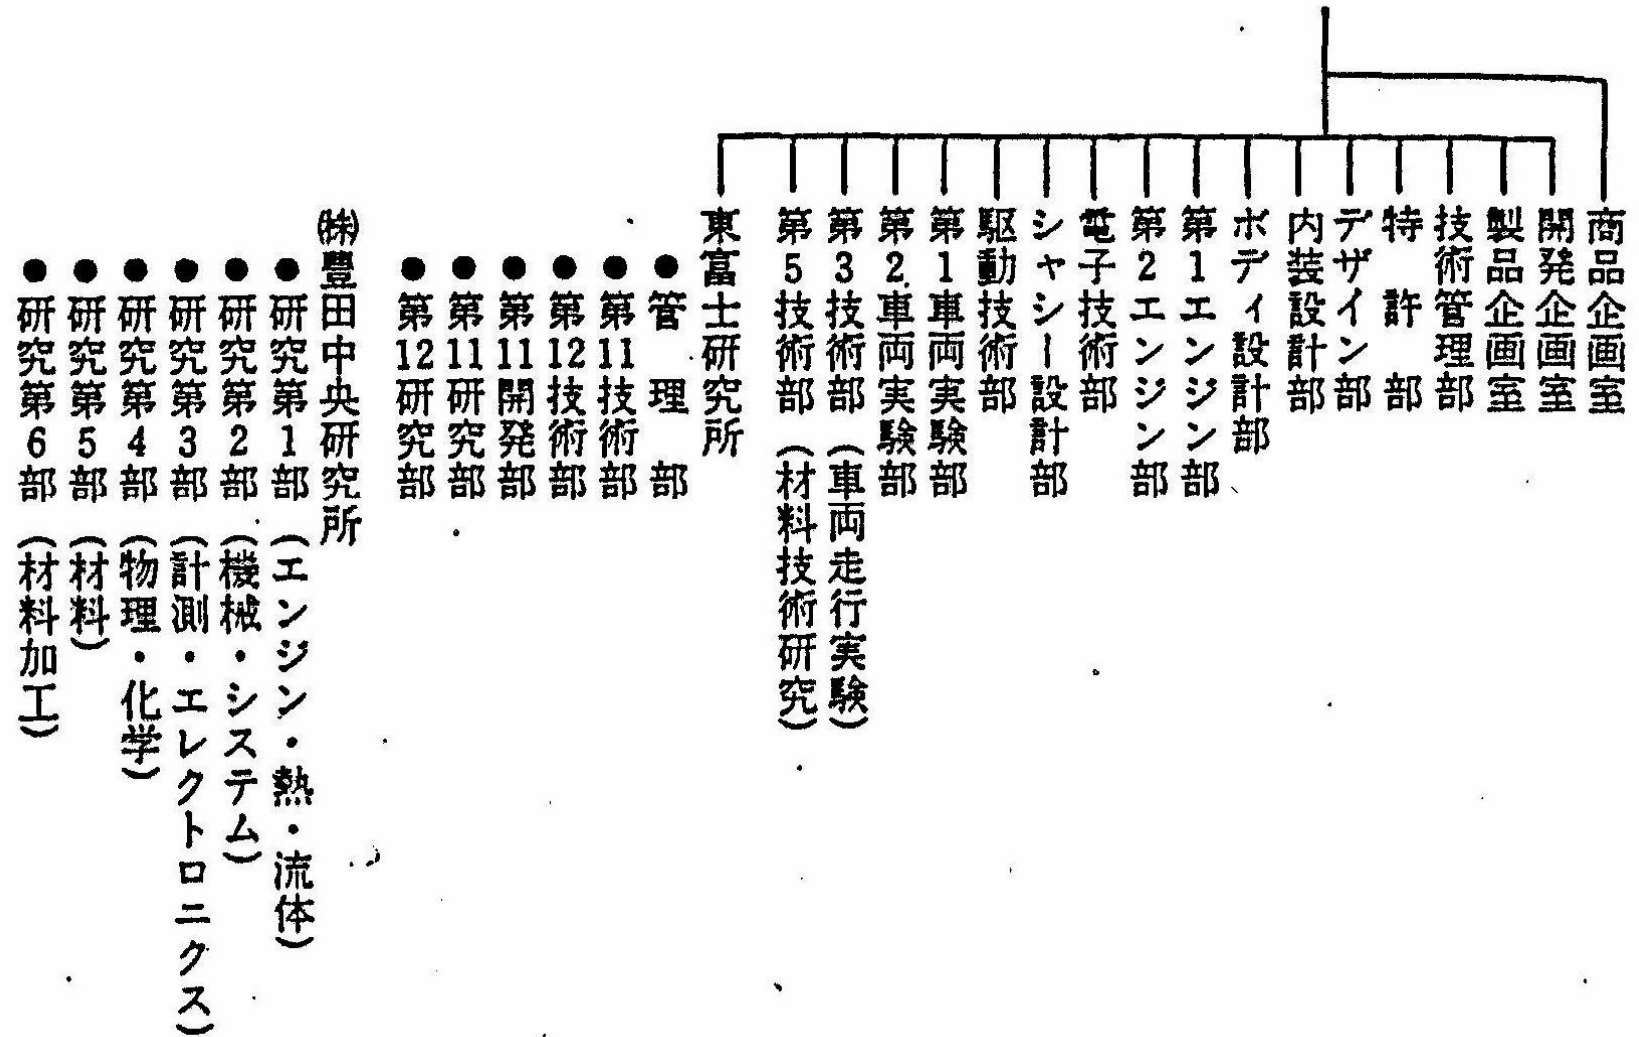 商品企画室
開発企画室
製品企画室
技術管理部
特許部
デザイン部
内装設計部
ボディ設計部
第1エンジン部
第2エンジン部
電子技術部
シャシー設計部
駆動技術部
第1車両実験部
第2車両実験部
第3技術部（車両走行実験）
第5技術部（材料技術研究）
東富士研究所
●管理部
●第11技術部
●第12技術部
●第11開発部
●第11研究部
●第12研究部
㈱豊田中央研究所
●研究第1部（エンジン・熱・流体）
●研究第2部（機械・システム）
●研究第3部（計測・エレクトロニクス）
●研究第4部（物理・化学）
●研究第5部（材料）
●研究第6部（材料加工）